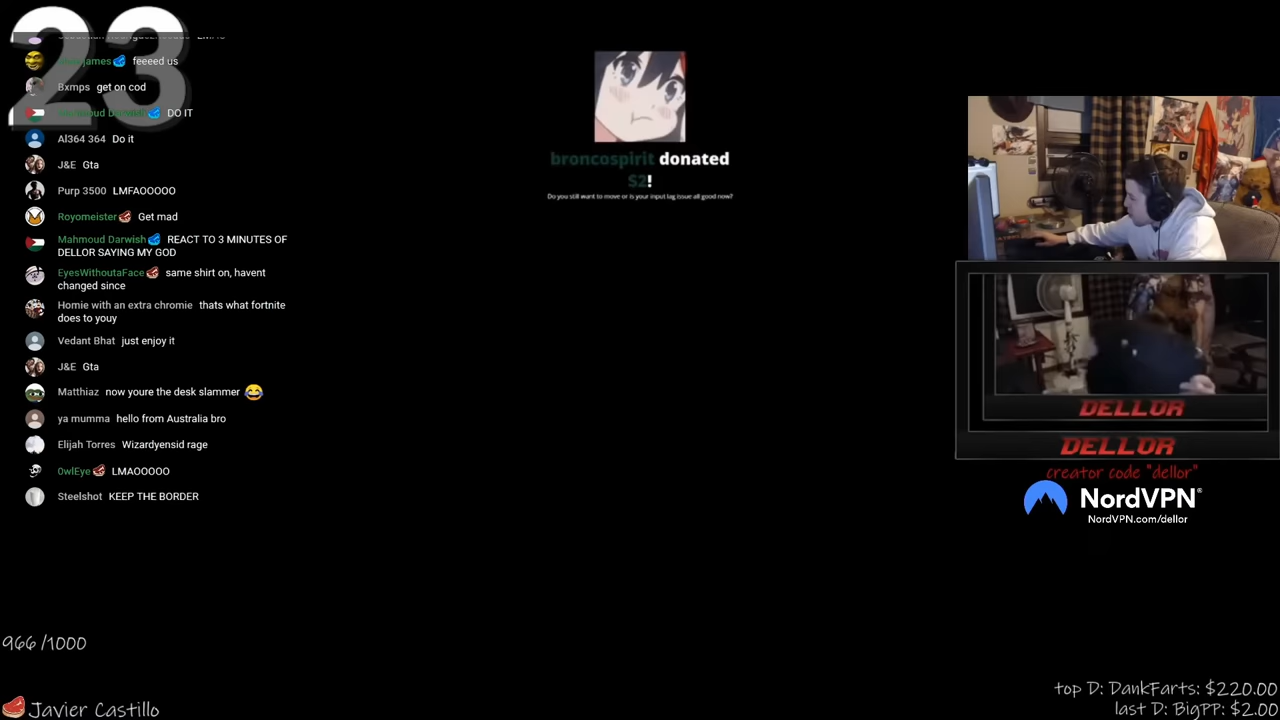 23
james feeeed us
Bxmps get on cod
Mahmoud Darwish DO IT
Al364 364 Do it
J&E Gta
Purp 3500 LMFAOOOOO
Royomeister Get mad
Mahmoud Darwish REACT TO 3 MINUTES OF
DELLOR SAYING MY GOD
EyesWithoutaFace same shirt on, havent
changed since
Homie with an extra chromie thats what fortnite
does to youy
Vedant Bhat just enjoy it
J&E Gta
Matthiaz now youre the desk slammer
ya mumma hello from Australia bro
Elijah Torres Wizardyensid rage
0wlEye LMAOOOOO
Steelshot KEEP THE BORDER
966 /1000
Javier Castillo
broncospirit donated
$2!
Do you still want to move or is your input lag issue all good now?
DELLOR
DELLOR
creator code "dellor"
NordVPN®
NordVPN.com/dellor
top D: DankFarts: $220.00
last D: BigPP: $2.00